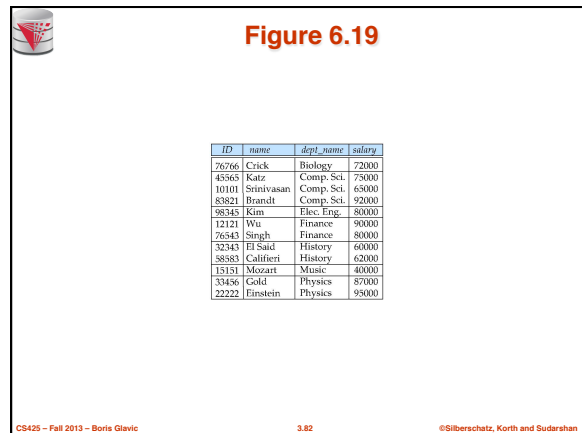 Figure 6.19
ID name dept_name salary
76766 Crick Biology 72000
45565 Katz Comp. Sci. 75000
10101 Srinivasan Comp. Sci. 65000
83821 Brandt Comp. Sci. 92000
98345 Kim Elec. Eng. 80000
12121 Wu Finance 90000
76543 Singh Finance 80000
32343 El Said History 60000
58583 Califieri History 62000
15151 Mozart Music 40000
33456 Gold Physics 87000
22222 Einstein Physics 95000
CS425 – Fall 2013 – Boris Glavic 3.82 ©Silberschatz, Korth and Sudarshan